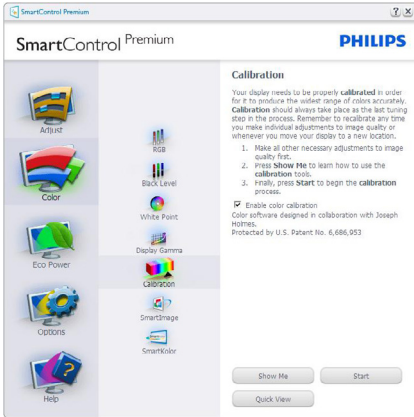 SmartControl Premium
SmartControl Premium
PHILIPS
Adjust
Color
Eco Power
Options
Help
RGB
Black Level
White Point
Display Gamma
Calibration
SmartImage
SmartKolor
Calibration
Your display needs to be properly calibrated in order
for it to produce the widest range of colors accurately.
Calibration should always take place as the last tuning
step in the process. Remember to recalibrate any time
you make individual adjustments to image quality or
whenever you move your display to a new location.
1. Make all other necessary adjustments to image
quality first.
2. Press Show Me to learn how to use the
calibration tools.
3. Finally, press Start to begin the calibration
process.
Enable color calibration
Color software designed in collaboration with Joseph
Holmes.
Protected by U.S. Patent No. 6,686,953
Show Me
Start
Quick View